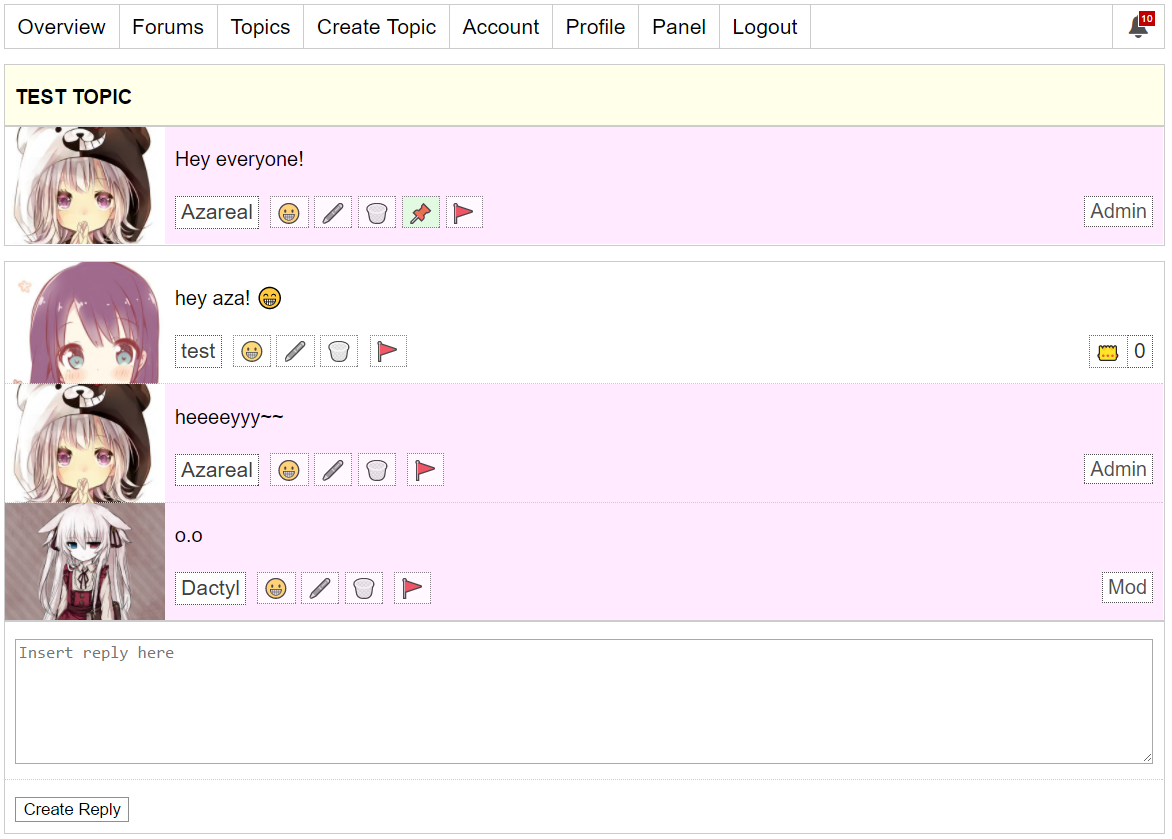 Overview Forums Topics Create Topic Account Profile Panel Logout 10
TEST TOPIC
Hey everyone!
Azareal Admin
hey aza! 😁
test 0
heeeeyyy~~
Azareal Admin
o.o
Dactyl Mod
Insert reply here
Create Reply